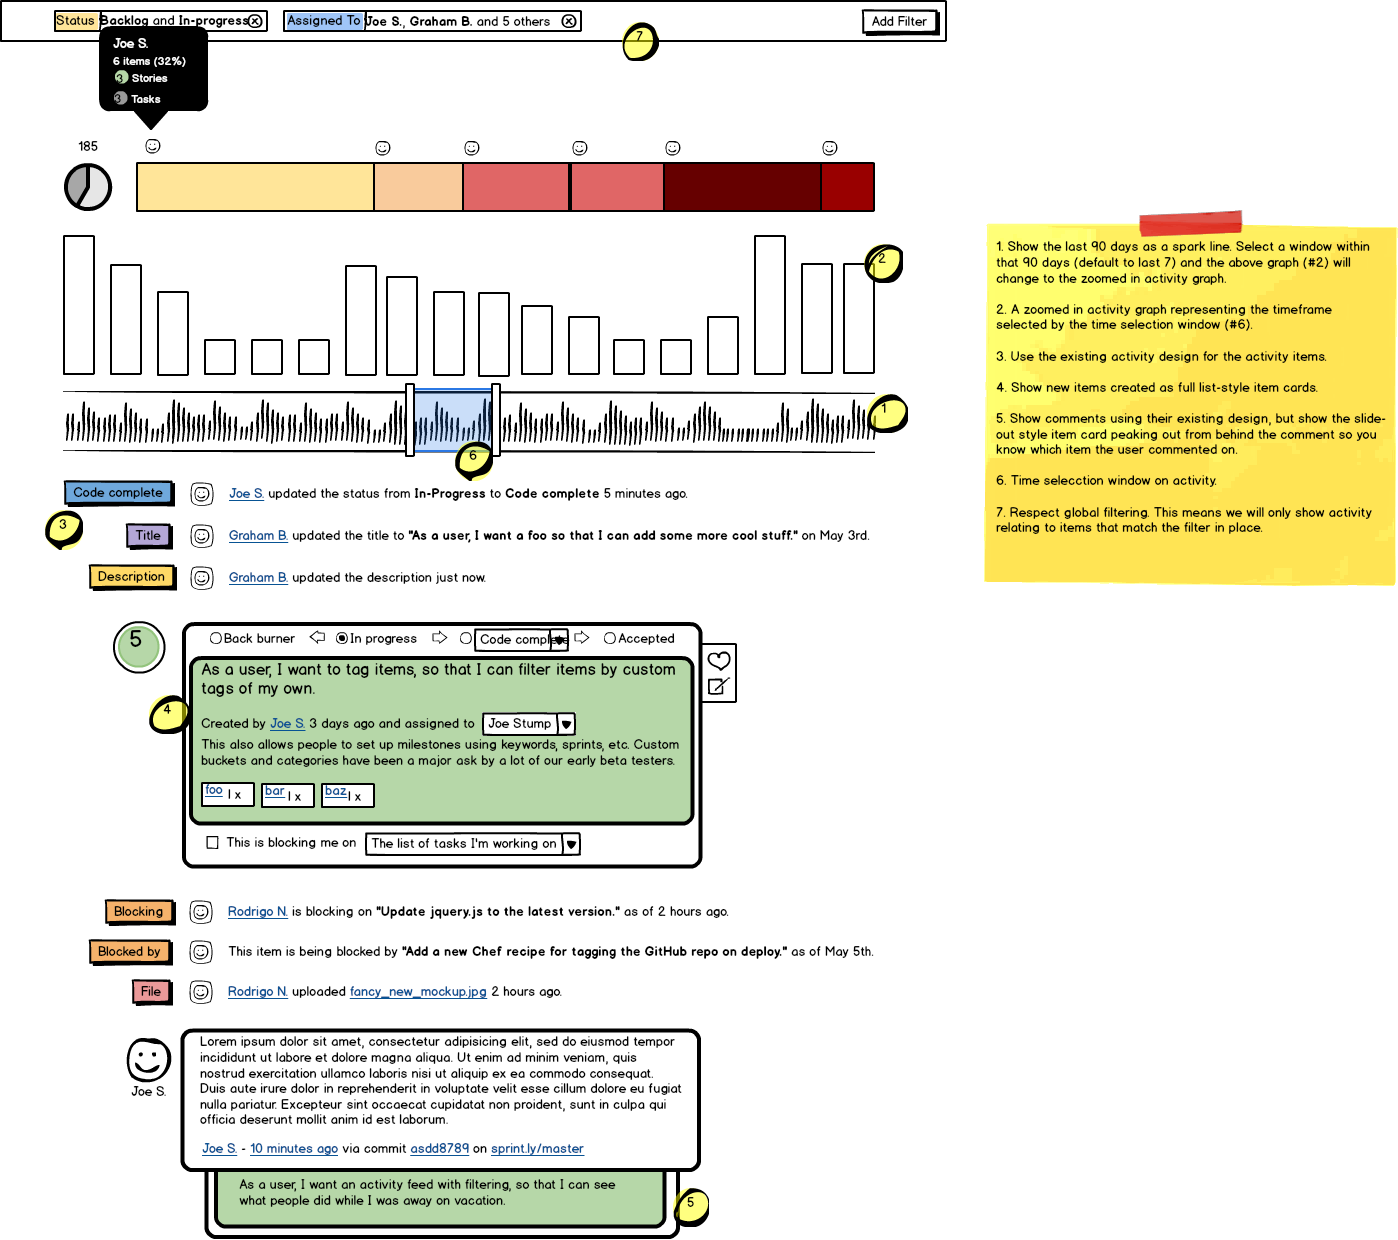 Status Backlog and In-progress
Assigned To Joe S., Graham B. and 5 others
7
Add Filter
Joe S.
6 items (32%)
3 Stories
3 Tasks
185
2
1
6
Code complete Joe S. updated the status from In-Progress to Code complete 5 minutes ago.
3
Title Graham B. updated the title to "As a user, I want a foo so that I can add some more cool stuff." on May 3rd.
Description Graham B. updated the description just now.
5
Back burner In progress Code complete Accepted
As a user, I want to tag items, so that I can filter items by custom
tags of my own.
4
Created by Joe S. 3 days ago and assigned to Joe Stump
This also allows people to set up milestones using keywords, sprints, etc. Custom
buckets and categories have been a major ask by a lot of our early beta testers.
foo | x bar | x baz | x
This is blocking me on The list of tasks I'm working on
Blocking Rodrigo N. is blocking on "Update jquery.js to the latest version." as of 2 hours ago.
Blocked by This item is being blocked by "Add a new Chef recipe for tagging the GitHub repo on deploy." as of May 5th.
File Rodrigo N. uploaded fancy_new_mockup.jpg 2 hours ago.
Joe S.
Lorem ipsum dolor sit amet, consectetur adipisicing elit, sed do eiusmod tempor
incididunt ut labore et dolore magna aliqua. Ut enim ad minim veniam, quis
nostrud exercitation ullamco laboris nisi ut aliquip ex ea commodo consequat.
Duis aute irure dolor in reprehenderit in voluptate velit esse cillum dolore eu fugiat
nulla pariatur. Excepteur sint occaecat cupidatat non proident, sunt in culpa qui
officia deserunt mollit anim id est laborum.
Joe S. - 10 minutes ago via commit asdd8789 on sprint.ly/master
As a user, I want an activity feed with filtering, so that I can see
what people did while I was away on vacation.
5
1. Show the last 90 days as a spark line. Select a window within
that 90 days (default to last 7) and the above graph (#2) will
change to the zoomed in activity graph.
2. A zoomed in activity graph representing the timeframe
selected by the time selection window (#6).
3. Use the existing activity design for the activity items.
4. Show new items created as full list-style item cards.
5. Show comments using their existing design, but show the slide-
out style item card peaking out from behind the comment so you
know which item the user commented on.
6. Time selecction window on activity.
7. Respect global filtering. This means we will only show activity
relating to items that match the filter in place.